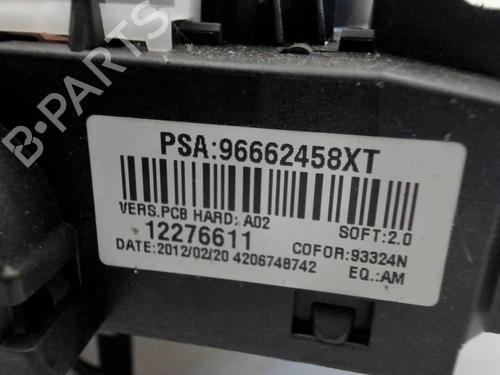 PSA:96662458XT
VERS.PCB HARD: A02 SOFT:2.0
12276611 COFOR:93324N
DATE:2012/02/20 4206748742 EQ.:AM
B-PARTS